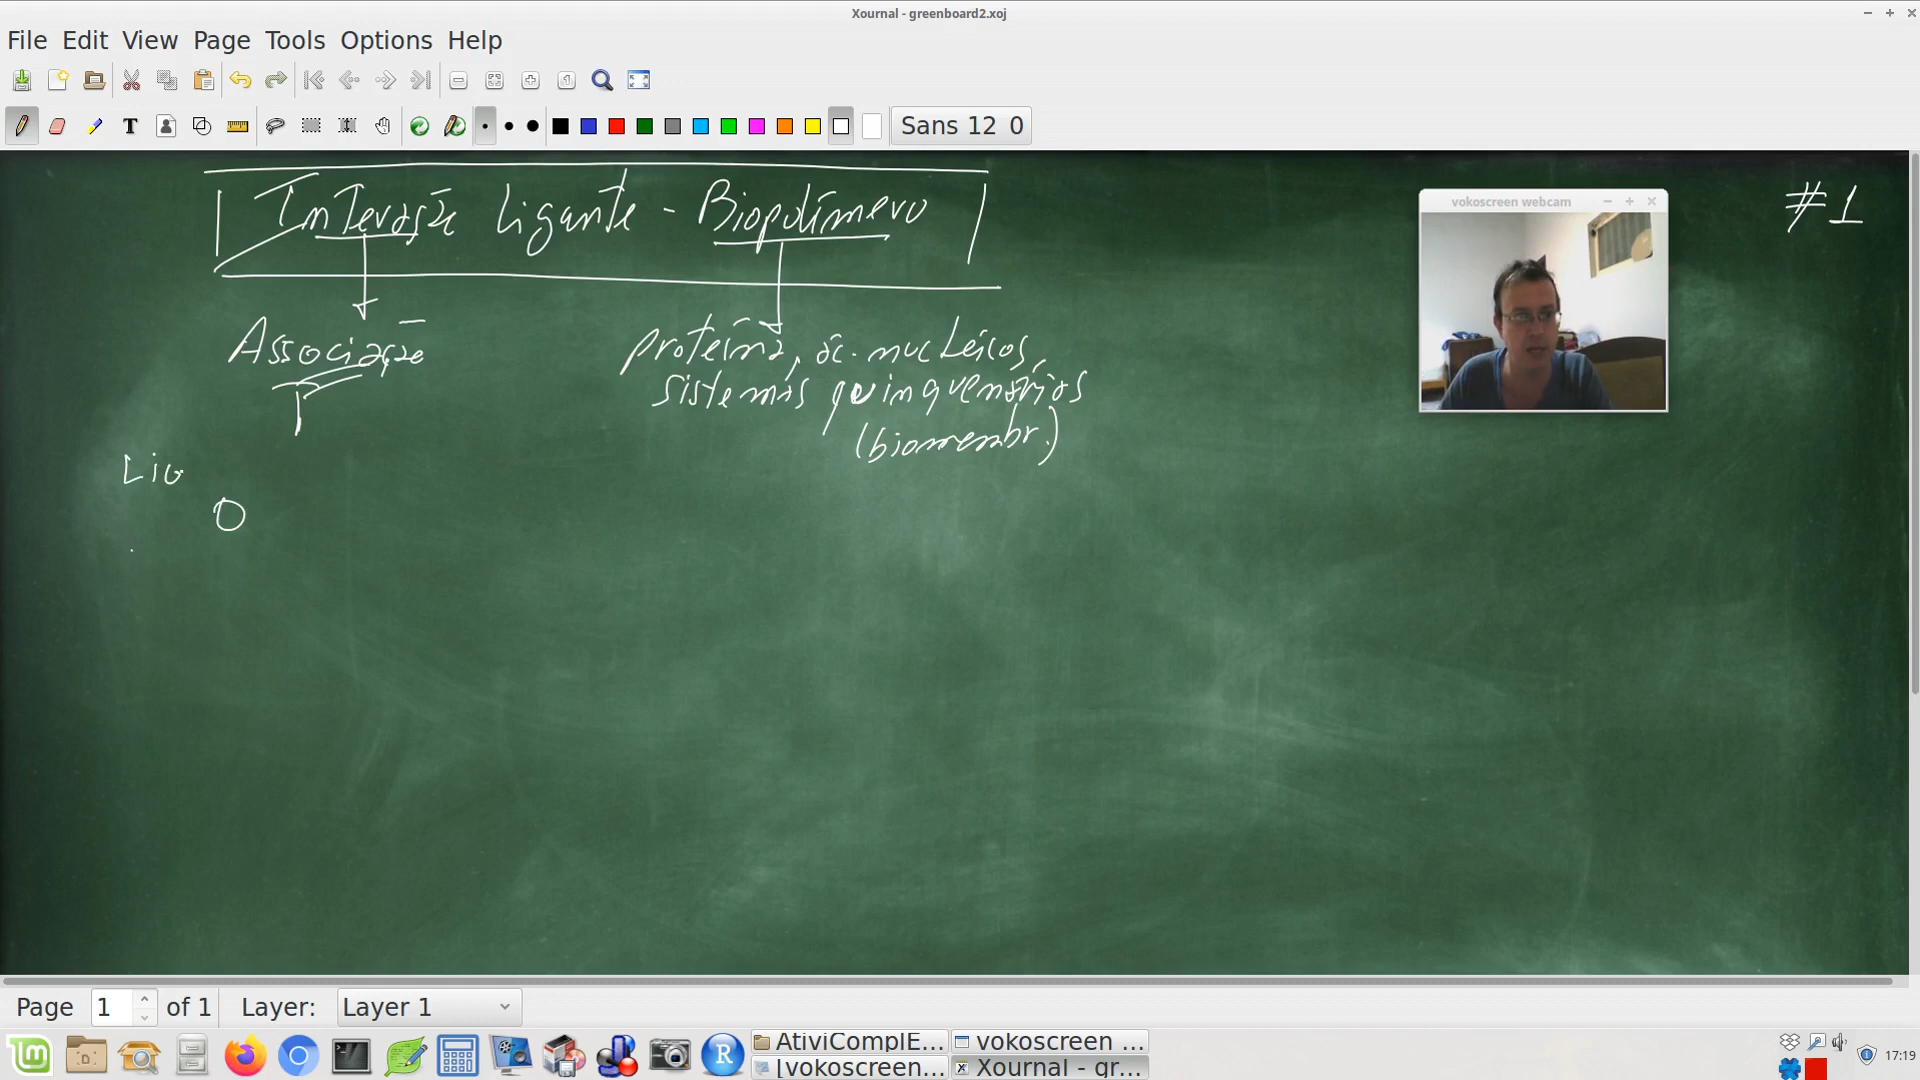 Xournal - greenboard2.xoj
File Edit View Page Tools Options Help
Sans 12 0
Interação Ligante - Biopolímero
#1
vokoscreen webcam
Associação
proteína, ác. nucleicos,
sistemas quinquenários
(biomembr.)
Lig
Page 1 of 1 Layer: Layer 1
AtiviComplE... vokoscreen ...
[vokoscreen... Xournal - gr...
17:19